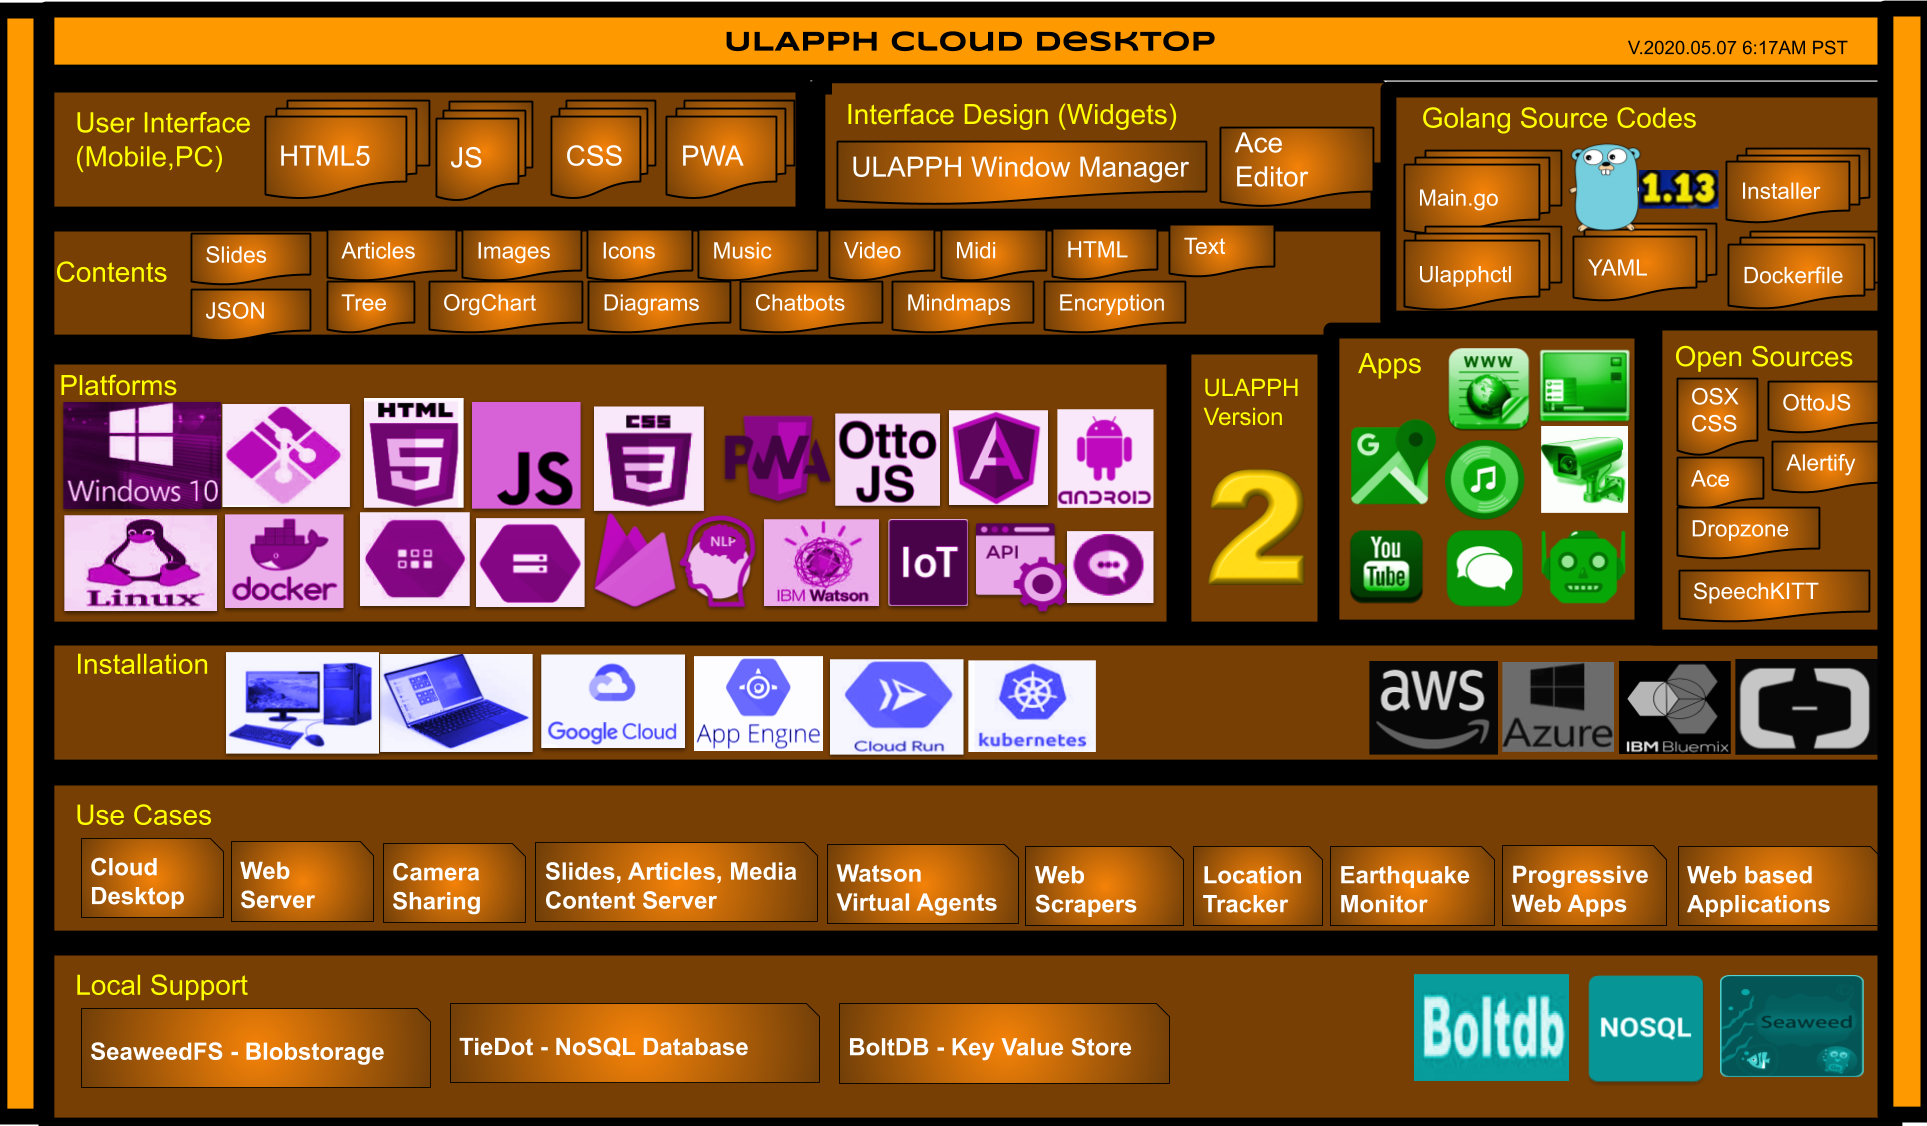 ULAPPH CLOUD DESKTOP
V.2020.05.07 6:17AM PST
User Interface
(Mobile,PC)
HTML5
JS
CSS
PWA
Interface Design (Widgets)
ULAPPH Window Manager
Ace
Editor
Golang Source Codes
Main.go
1.13
Installer
Ulapphctl
YAML
Dockerfile
Contents
Slides
Articles
Images
Icons
Music
Video
Midi
HTML
Text
JSON
Tree
OrgChart
Diagrams
Chatbots
Mindmaps
Encryption
Platforms
Windows 10
HTML
5
JS
CSS
3
PWA
Otto
JS
A
android
Linux
docker
NLP
IBM Watson
IoT
API
ULAPPH
Version
2
Apps
WWW
G
You
Tube
Open Sources
OSX
CSS
OttoJS
Ace
Alertify
Dropzone
SpeechKITT
Installation
Google Cloud
App Engine
Cloud Run
kubernetes
aws
Azure
IBM Bluemix
Use Cases
Cloud
Desktop
Web
Server
Camera
Sharing
Slides, Articles, Media
Content Server
Watson
Virtual Agents
Web
Scrapers
Location
Tracker
Earthquake
Monitor
Progressive
Web Apps
Web based
Applications
Local Support
SeaweedFS - Blobstorage
TieDot - NoSQL Database
BoltDB - Key Value Store
Boltdb
NOSQL
Seaweed